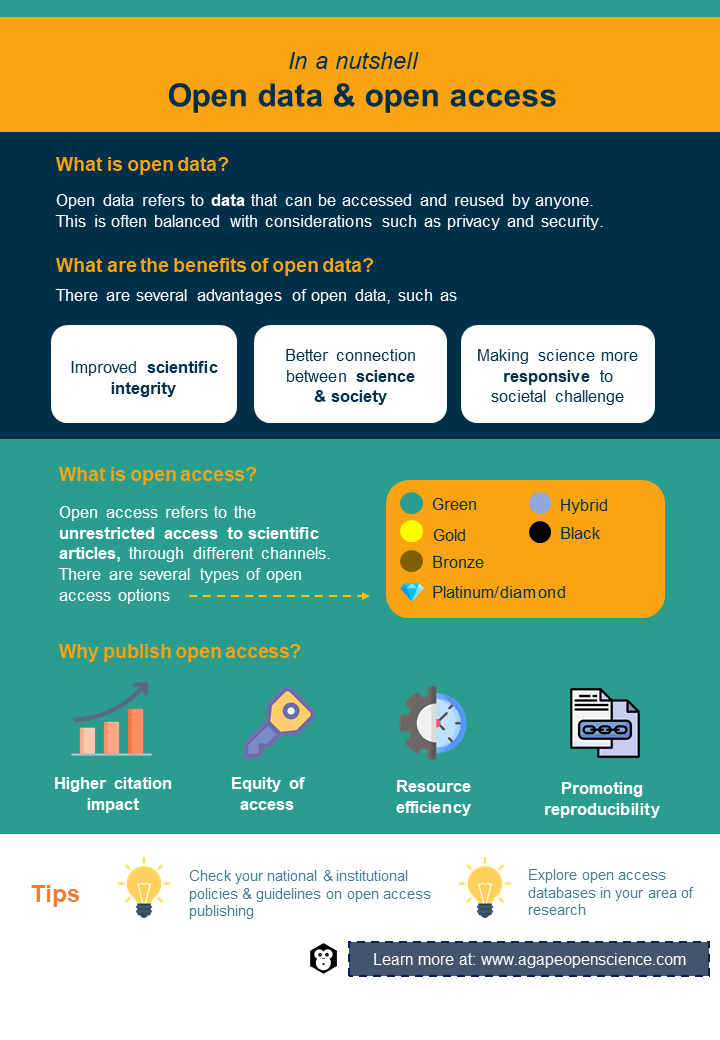 In a nutshell
Open data & open access
What is open data?
Open data refers to data that can be accessed and reused by anyone.
This is often balanced with considerations such as privacy and security.
What are the benefits of open data?
There are several advantages of open data, such as
Improved scientific
integrity
Better connection
between science
& society
Making science more
responsive to
societal challenge
What is open access?
Open access refers to the
unrestricted access to scientific
articles, through different channels.
There are several types of open
access options
Green
Gold
Bronze
Platinum/diamond
Hybrid
Black
Why publish open access?
Higher citation
impact
Equity of
access
Resource
efficiency
Promoting
reproducibility
Tips
Check your national & institutional
policies & guidelines on open access
publishing
Explore open access
databases in your area of
research
Learn more at: www.agapeopenscience.com